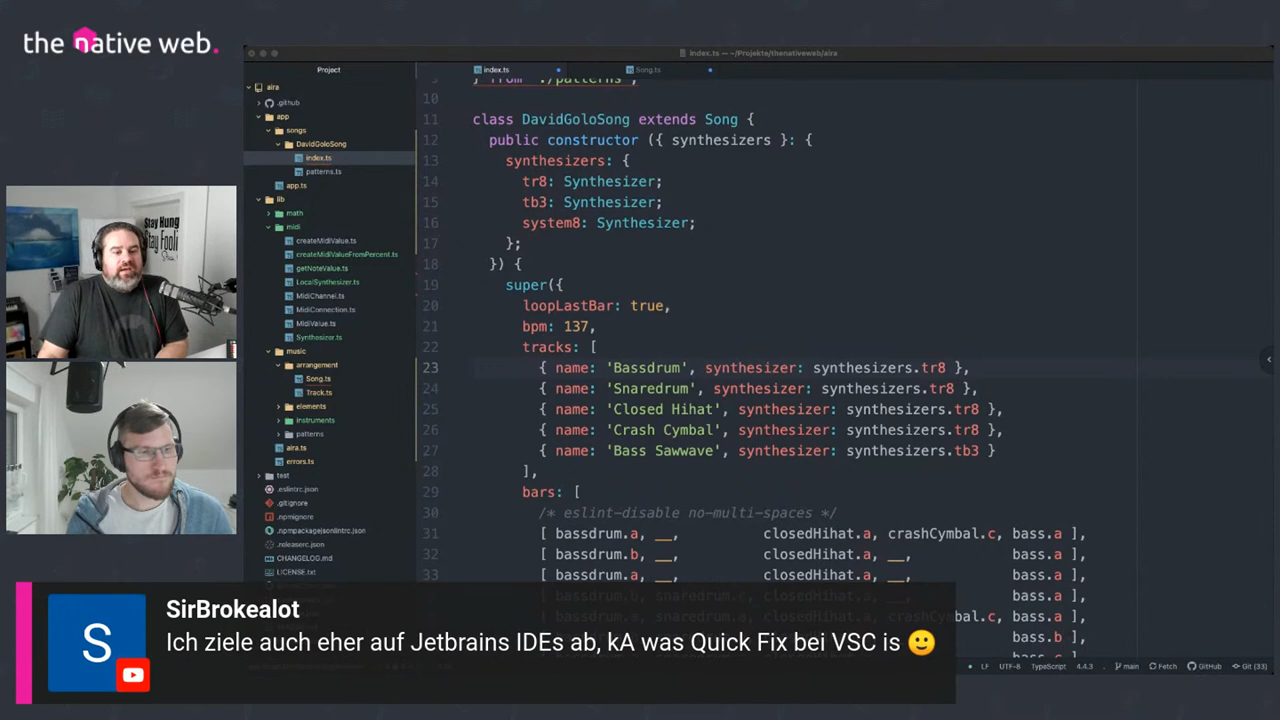 the native web.
index.ts — ~/Projekte/thenativeweb/aira
Project
index.ts
Song.ts
aira
.github
app
songs
DavidGoloSong
index.ts
patterns.ts
app.ts
lib
math
midi
createMidiValue.ts
createMidiValueFromPercent.ts
getNoteValue.ts
LocalSynthesizer.ts
MidiChannel.ts
MidiConnection.ts
MidiValue.ts
Synthesizer.ts
music
arrangement
Song.ts
Track.ts
elements
instruments
patterns
aira.ts
errors.ts
test
.eslintrc.json
.gitignore
.npmignore
.npmpackagejsonlintrc.json
.releaserc.json
CHANGELOG.md
LICENSE.txt
9 } from './patterns';
10
11 class DavidGoloSong extends Song {
12 public constructor ({ synthesizers }: {
13 synthesizers: {
14 tr8: Synthesizer;
15 tb3: Synthesizer;
16 system8: Synthesizer;
17 };
18 }) {
19 super({
20 loopLastBar: true,
21 bpm: 137,
22 tracks: [
23 { name: 'Bassdrum', synthesizer: synthesizers.tr8 },
24 { name: 'Snaredrum', synthesizer: synthesizers.tr8 },
25 { name: 'Closed Hihat', synthesizer: synthesizers.tr8 },
26 { name: 'Crash Cymbal', synthesizer: synthesizers.tr8 },
27 { name: 'Bass Sawwave', synthesizer: synthesizers.tb3 }
28 ],
29 bars: [
30 /* eslint-disable no-multi-spaces */
31 [ bassdrum.a, __, closedHihat.a, crashCymbal.c, bass.a ],
32 [ bassdrum.b, __, closedHihat.a, __, bass.a ],
33 [ bassdrum.a, __, closedHihat.a, __, bass.a ],
bass.a ],
bass.a ],
bass.b ],
LF UTF-8 TypeScript 4.4.3 main Fetch GitHub Git (33)
Stay Hung
Stay Fooli
S
SirBrokealot
Ich ziele auch eher auf Jetbrains IDEs ab, kA was Quick Fix bei VSC is 🙂